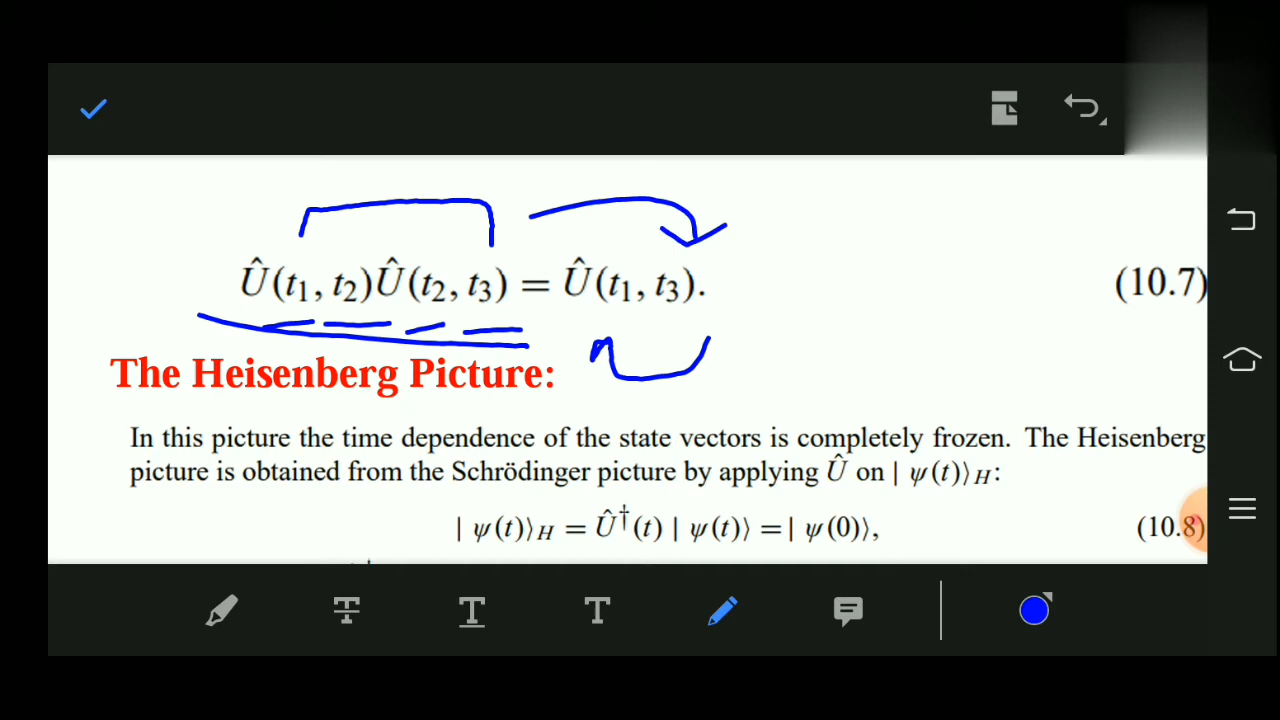 Û(t₁, t₂)Û(t₂, t₃) = Û(t₁, t₃). (10.7)
The Heisenberg Picture:
In this picture the time dependence of the state vectors is completely frozen. The Heisenberg
picture is obtained from the Schrödinger picture by applying Û on | ψ(t)⟩H:
| ψ(t)⟩H = Û†(t) | ψ(t)⟩ =| ψ(0)⟩, (10.8)